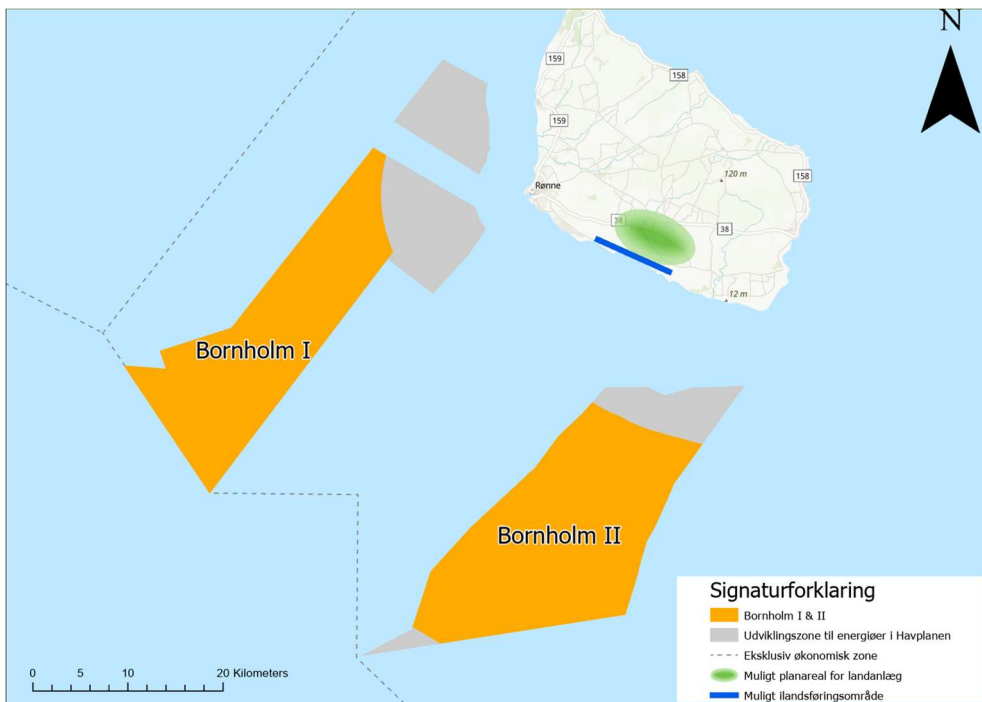 N
159
158
159
120 m
158
Rønne
38
38
12 m
Bornholm I
Bornholm II
Signaturforklaring
Bornholm I & II
Udviklingszone til energiøer i Havplanen
Eksklusiv økonomisk zone
Muligt planareal for landanlæg
Muligt ilandsføringsområde
0 5 10 20 Kilometers